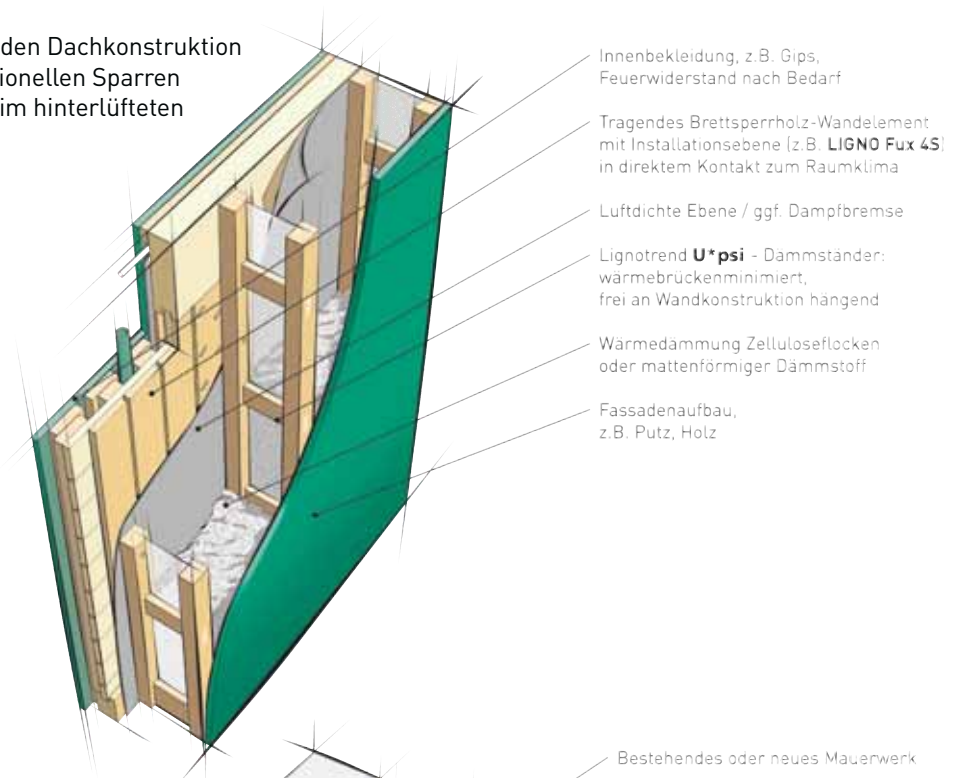 den Dachkonstruktion
ionellen Sparren
im hinterlüfteten
Innenbekleidung, z.B. Gips,
Feuerwiderstand nach Bedarf
Tragendes Brettsperrholz-Wandelement
mit Installationsebene (z.B. LIGNO Fux 4S)
in direktem Kontakt zum Raumklima
Luftdichte Ebene / ggf. Dampfbremse
Lignotrend U*psi - Dämmständer:
wärmebrückenminimiert,
frei an Wandkonstruktion hängend
Wärmedämmung Zelluloseflocken
oder mattenförmiger Dämmstoff
Fassadenaufbau,
z.B. Putz, Holz
Bestehendes oder neues Mauerwerk